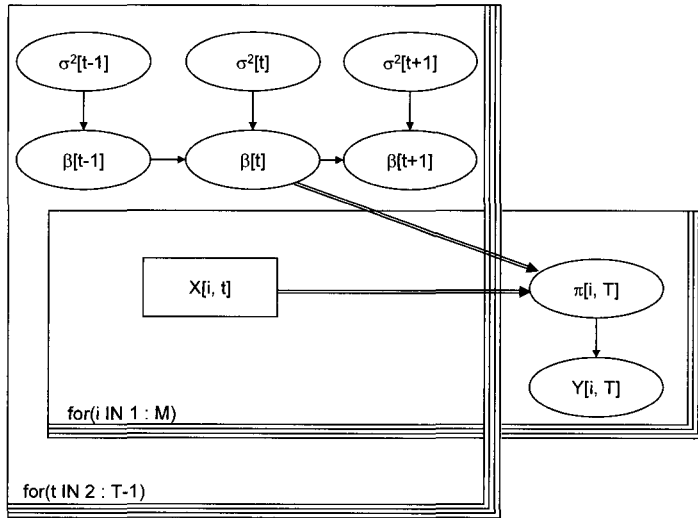 σ²[t-1] σ²[t] σ²[t+1]
β[t-1] β[t] β[t+1]
X[i, t] π[i, T]
Y[i, T]
for(i IN 1 : M)
for(t IN 2 : T-1)